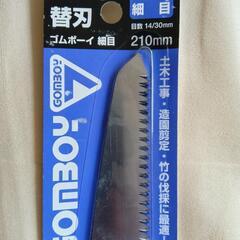 替刃
細目
目数 14/30mm
ゴムボーイ 細目
210mm
GOMBOY
GOMBOY
土木工事・造園剪定・竹の伐採に最適!